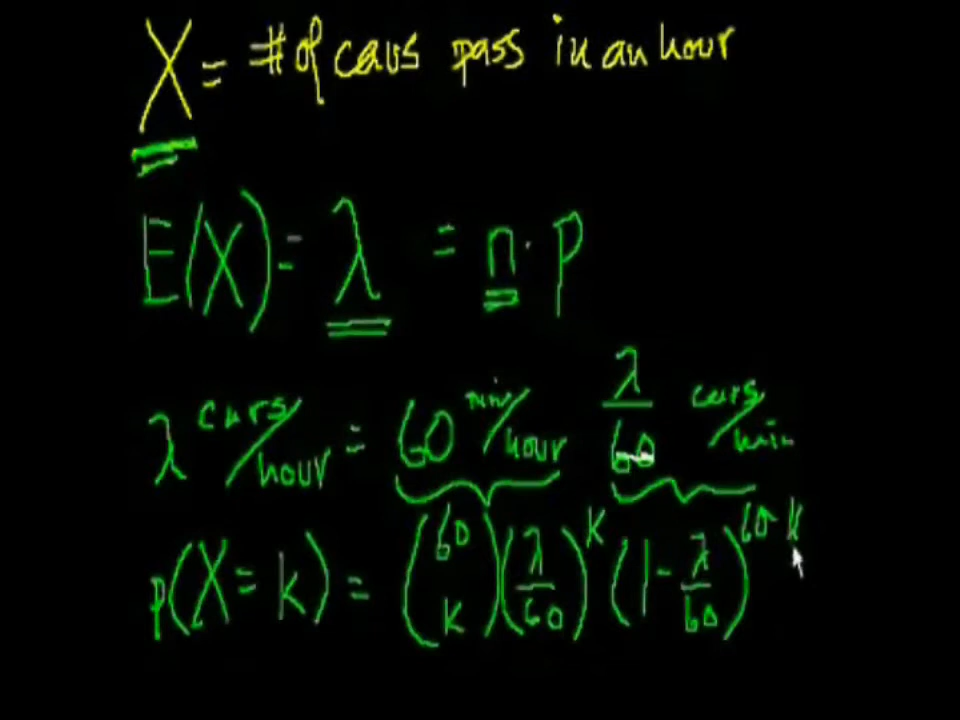 X = # of cars pass in an hour
E(X) = λ = n · p
λ cars/hour = 60 min/hour λ/60 cars/min
p(X = k) = (60 k) (λ/60)^k (1 - λ/60)^60-k